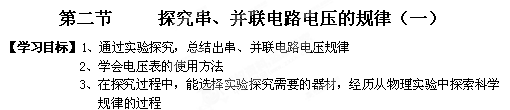 第二节 探究串、并联电路电压的规律（一）
【学习目标】1、通过实验探究，总结出串、并联电路电压规律
2、学会电压表的使用方法
3、在探究过程中，能选择实验探究需要的器材，经历从物理实验中探索科学
规律的过程